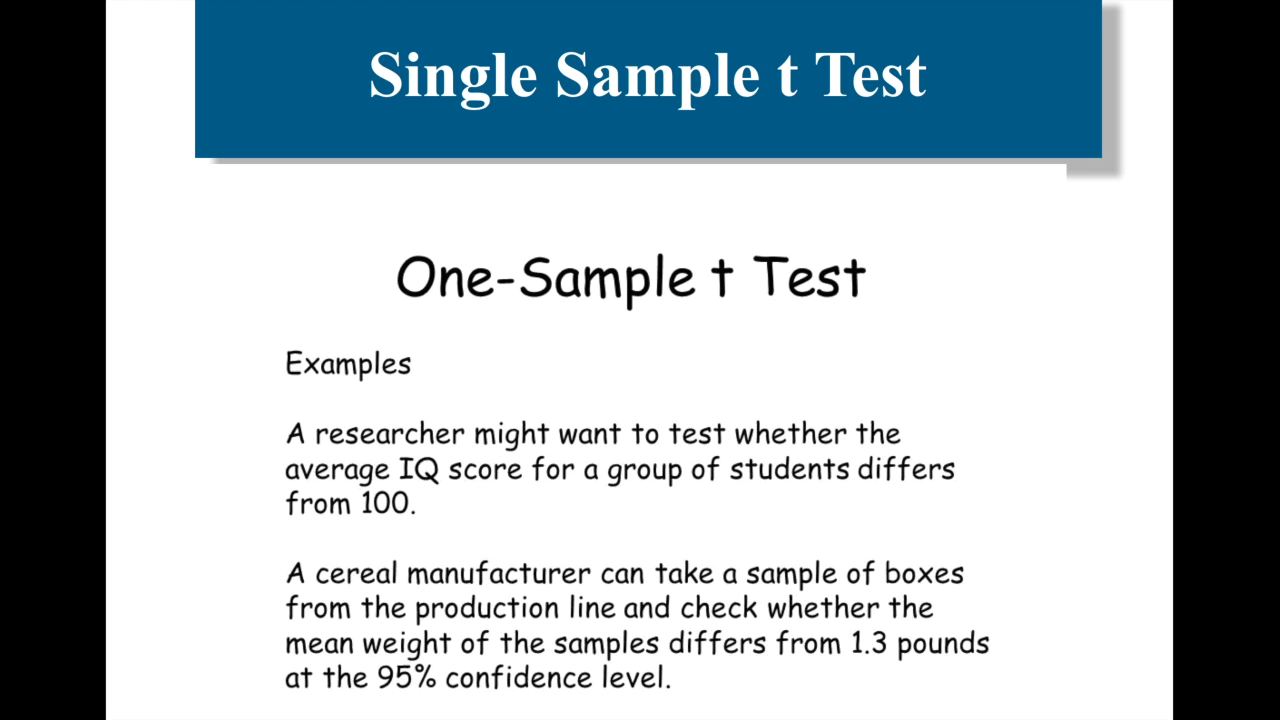 Single Sample t Test
One-Sample t Test
Examples
A researcher might want to test whether the
average IQ score for a group of students differs
from 100.
A cereal manufacturer can take a sample of boxes
from the production line and check whether the
mean weight of the samples differs from 1.3 pounds
at the 95% confidence level.